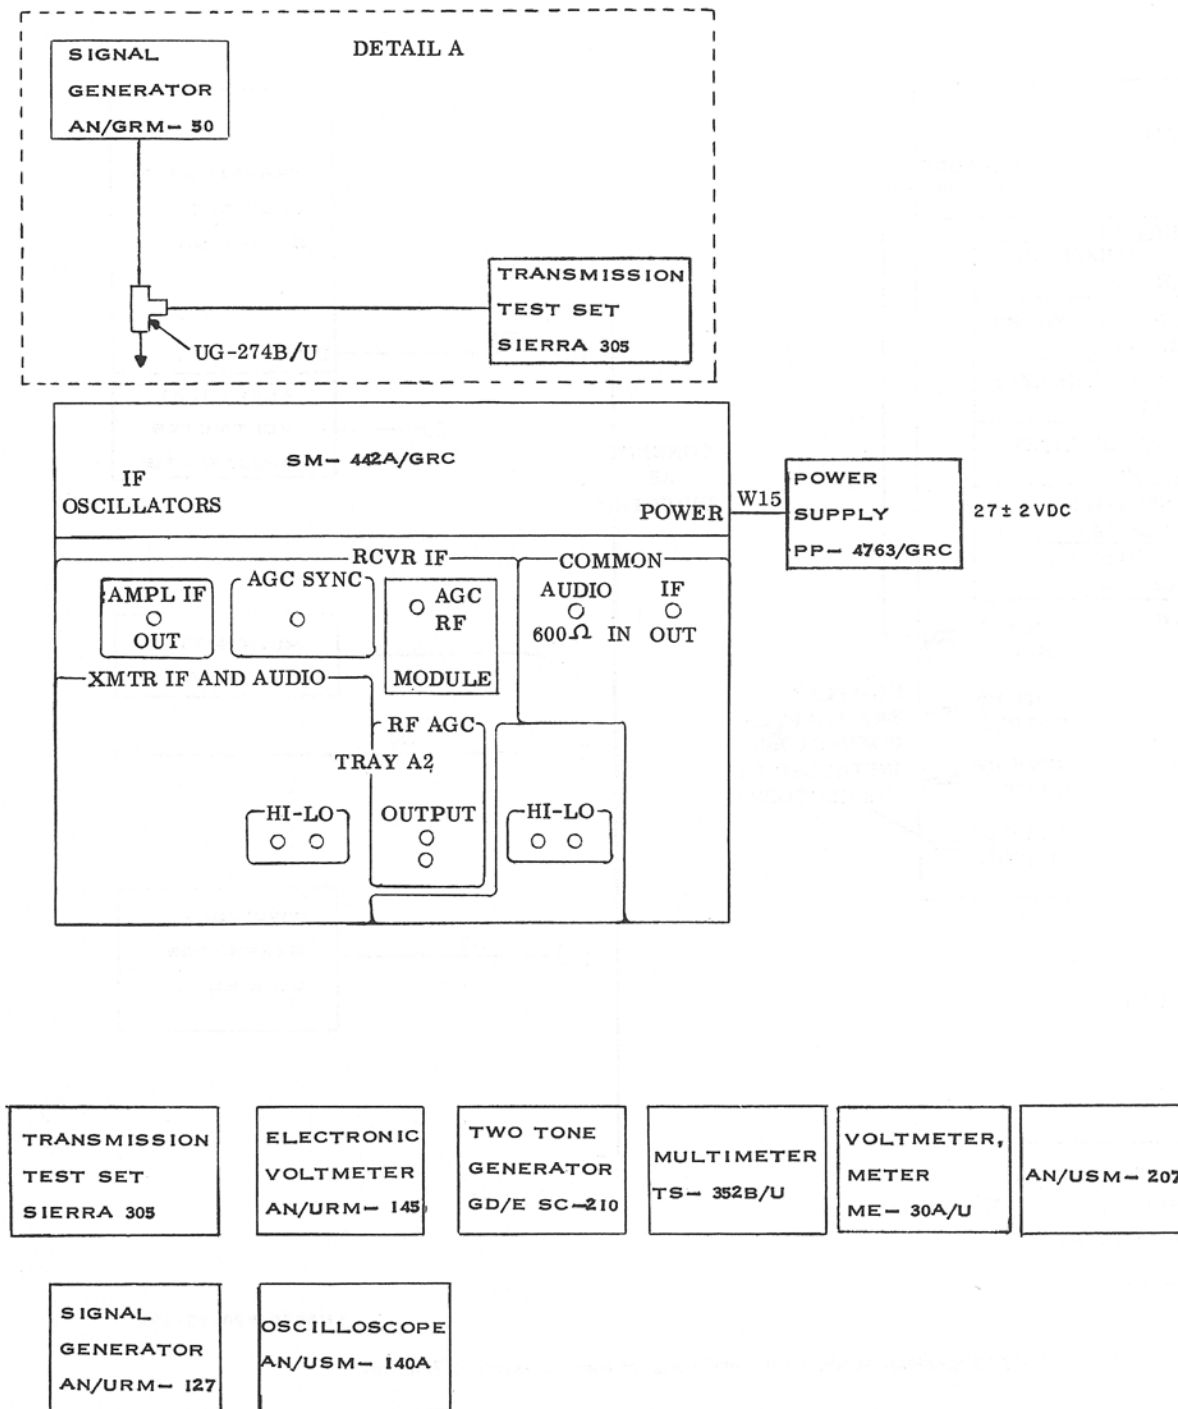 DETAIL A
SIGNAL
GENERATOR
AN/GRM- 50
TRANSMISSION
TEST SET
SIERRA 305
UG-274B/U
SM- 442A/GRC
IF
OSCILLATORS
POWER
W15
POWER
SUPPLY
PP- 4763/GRC
27± 2VDC
RCVR IF
COMMON
AMPL IF
OUT
AGC SYNC
AGC
RF
MODULE
AUDIO
600Ω IN
IF
OUT
XMTR IF AND AUDIO
RF AGC
TRAY A2
HI-LO
OUTPUT
HI-LO
TRANSMISSION
TEST SET
SIERRA 305
ELECTRONIC
VOLTMETER
AN/URM- 145
TWO TONE
GENERATOR
GD/E SC-210
MULTIMETER
TS- 352B/U
VOLTMETER,
METER
ME- 30A/U
AN/USM- 207
SIGNAL
GENERATOR
AN/URM- 127
OSCILLOSCOPE
AN/USM- 140A